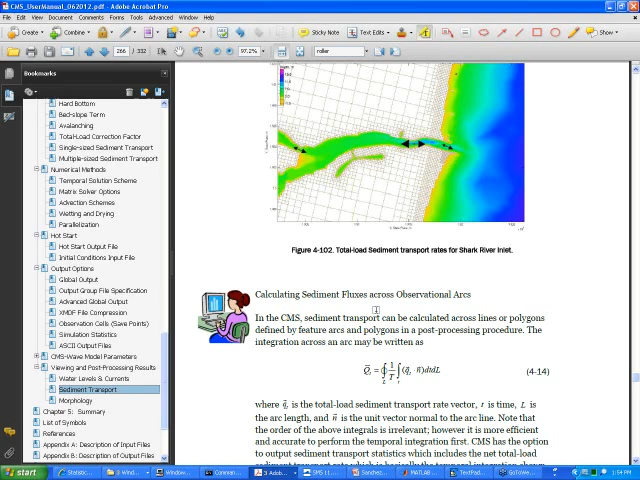 CMS_UserManual_062012.pdf - Adobe Acrobat Pro
File Edit View Document Comments Forms Tools Advanced Window Help
Create Combine Sticky Note Text Edits Show
266 / 332 97.2% roller
Bookmarks
Hard Bottom
Bed-slope Term
Avalanching
Total-Load Correction Factor
Single-sized Sediment Transport
Multiple-sized Sediment Transport
Numerical Methods
Temporal Solution Scheme
Matrix Solver Options
Advection Schemes
Wetting and Drying
Parallelization
Hot Start
Hot Start Output File
Initial Conditions Input File
Output Options
Global Output
Output Group File Specification
Advanced Global Output
XMDF File Compression
Observation Cells (Save Points)
Simulation Statistics
ASCII Output Files
CMS-Wave Model Parameters
Viewing and Post-Processing Results
Water Levels & Currents
Sediment Transport
Morphology
Chapter 5: Summary
List of Symbols
References
Appendix A: Description of Input Files
Appendix B: Description of Output Files
Figure 4-102. Total-load Sediment transport rates for Shark River Inlet.
Calculating Sediment Fluxes across Observational Arcs
In the CMS, sediment transport can be calculated across lines or polygons
defined by feature arcs and polygons in a post-processing procedure. The
integration across an arc may be written as
(4-14)
where q is the total-load sediment transport rate vector, t is time, L is
the arc length, and n is the unit vector normal to the arc line. Note that
the order of the above integrals is irrelevant; however it is more efficient
and accurate to perform the temporal integration first. CMS has the option
to output sediment transport statistics which includes the net total-load
start Statistic... 3 Window... Comman... 3 Adob... SMS 11... Sanchez... MATLAB... TextPad... GoToWe... 1:54 PM